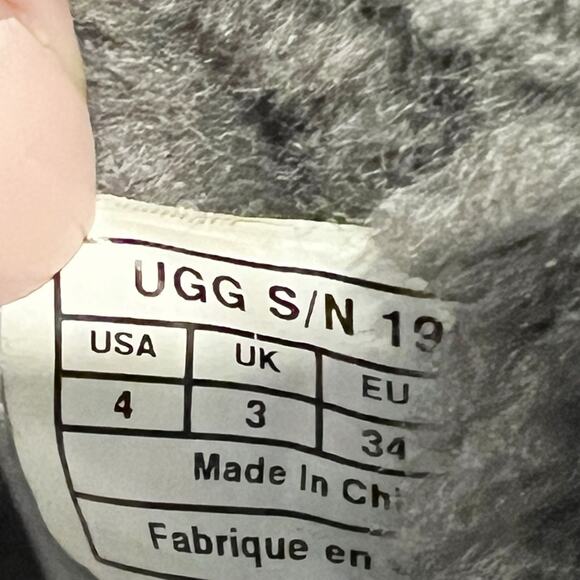 UGG S/N 19
USA UK EU
4 3 34
Made In Chi
Fabrique en